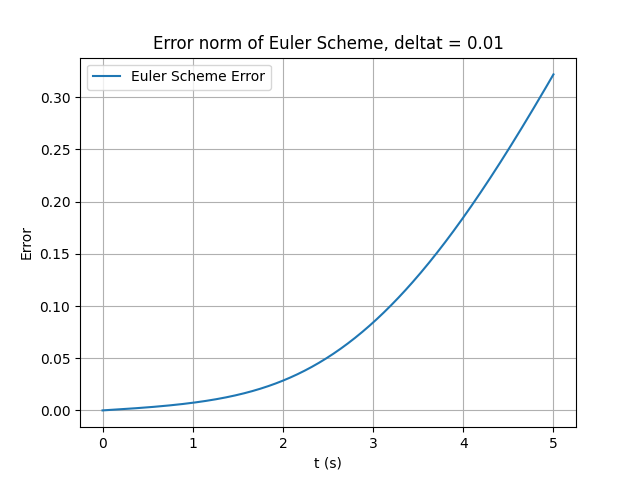 Error norm of Euler Scheme, deltat = 0.01
Euler Scheme Error
0.30
0.25
0.20
0.15
0.10
0.05
0.00
Error
0 1 2 3 4 5
t (s)